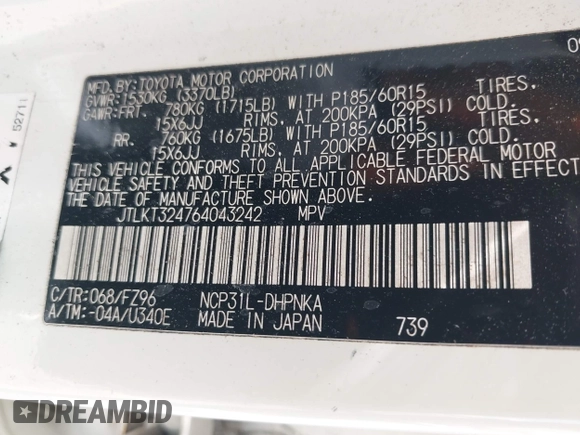 09
MFD. BY: TOYOTA MOTOR CORPORATION
GVWR: 1530KG (3370LB)
GAWR: FRT. 780KG (1715LB) WITH P185/60R15 TIRES.
15X6JJ RIMS. AT 200KPA (29PSI) COLD.
RR. 760KG (1675LB) WITH P185/60R15 TIRES.
15X6JJ RIMS. AT 200KPA (29PSI) COLD.
THIS VEHICLE CONFORMS TO ALL APPLICABLE FEDERAL MOTOR
VEHICLE SAFETY AND THEFT PREVENTION STANDARDS IN EFFECT
THE DATE OF MANUFACTURE SHOWN ABOVE.
JTLKT324764043242 MPV
C/TR: 068/FZ96 NCP31L-DHPNKA
A/TM: -04A/U340E MADE IN JAPAN 739
DREAMBID